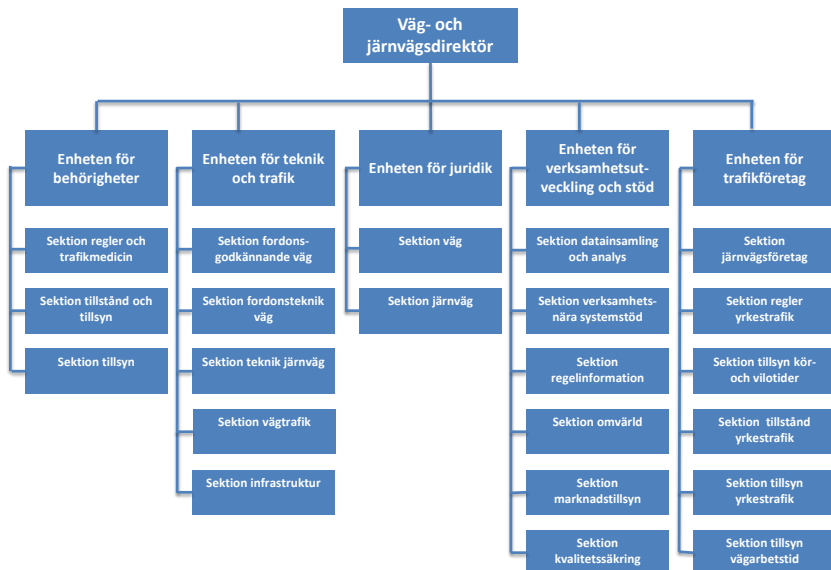 Väg- och
järnvägsdirektör
Enheten för
behörigheter
Sektion regler och
trafikmedicin
Sektion tillstånd och
tillsyn
Sektion tillsyn
Enheten för teknik
och trafik
Sektion fordons-
godkännande väg
Sektion fordonsteknik
väg
Sektion teknik järnväg
Sektion vägtrafik
Sektion infrastruktur
Enheten för juridik
Sektion väg
Sektion järnväg
Enheten för
verksamhetsut-
veckling och stöd
Sektion datainsamling
och analys
Sektion verksamhets-
nära systemstöd
Sektion
regelinformation
Sektion omvärld
Sektion
marknadstillsyn
Sektion
kvalitetssäkring
Enheten för
trafikföretag
Sektion
järnvägsföretag
Sektion regler
yrkestrafik
Sektion tillsyn kör-
och vilotider
Sektion tillstånd
yrkestrafik
Sektion tillsyn
yrkestrafik
Sektion tillsyn
vägarbetstid